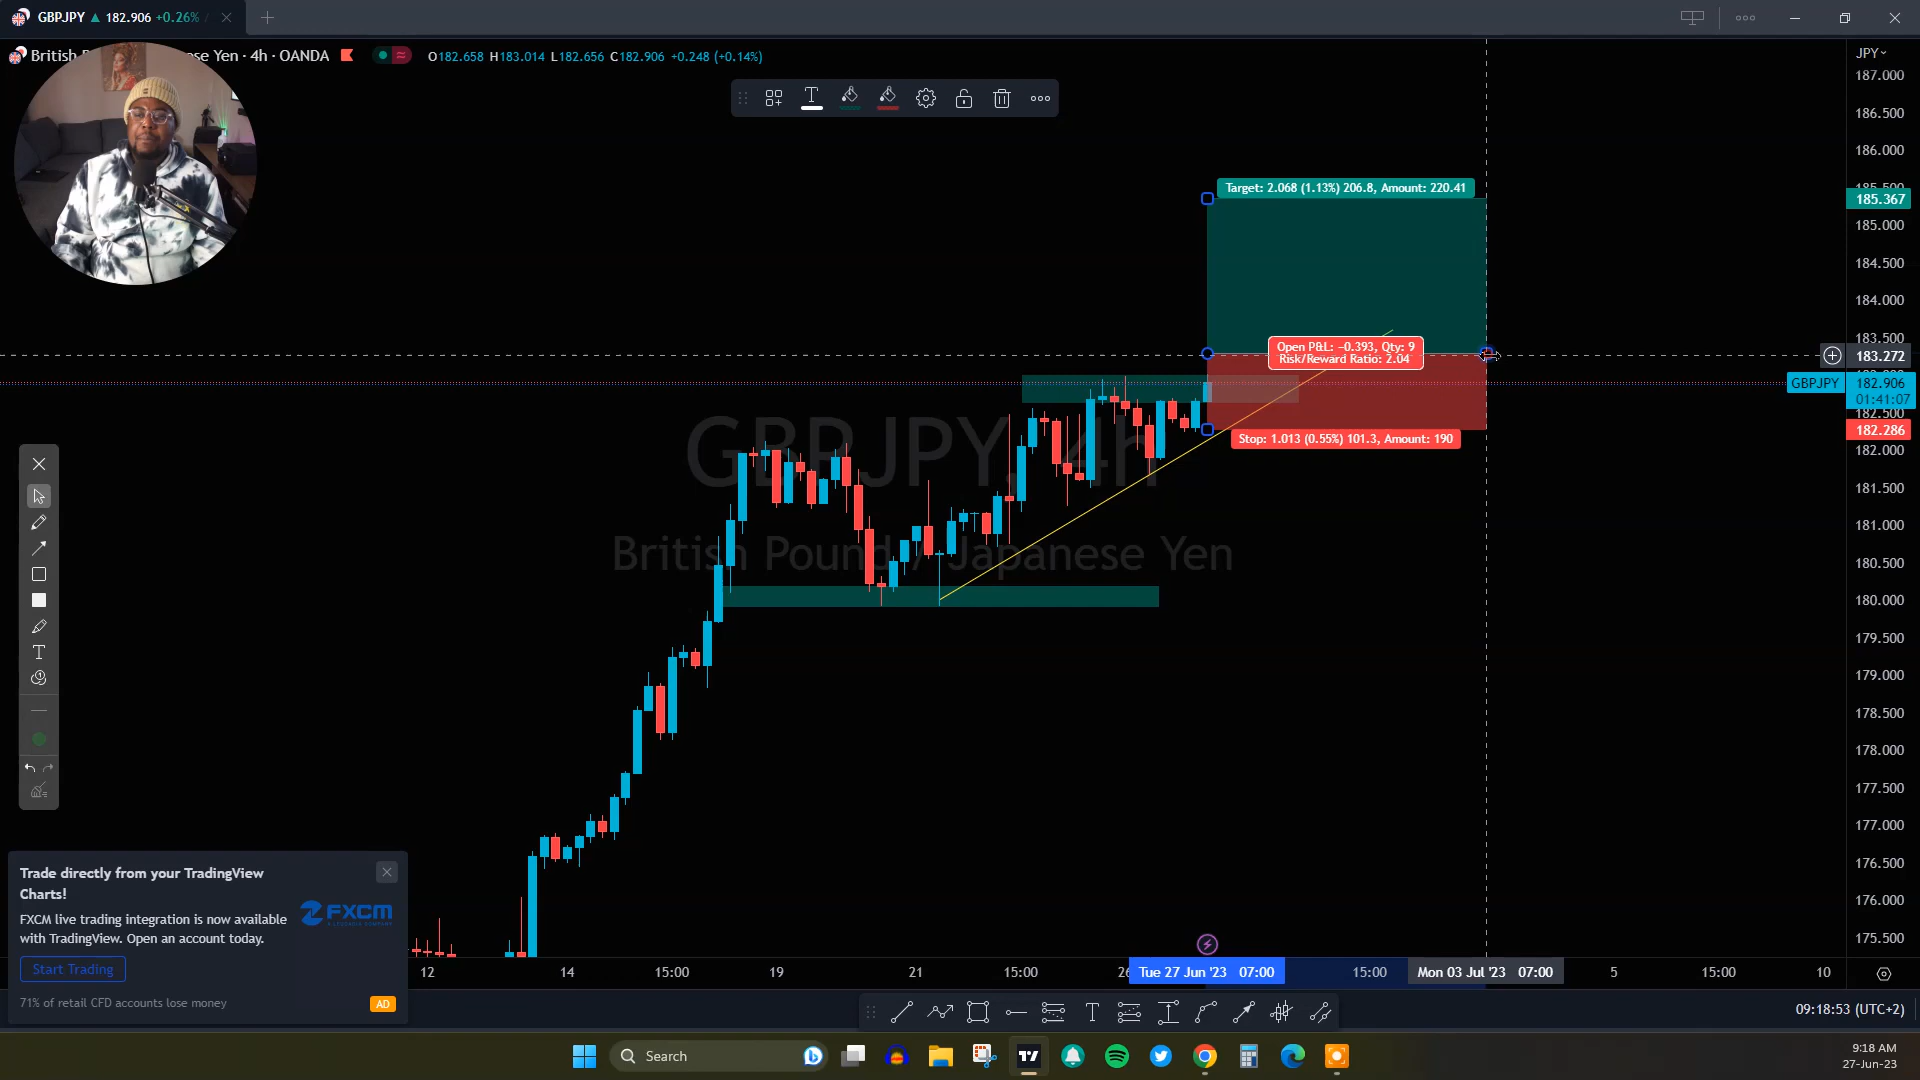 GBPJPY ▲ 182.906 +0.26% /
British P se Yen · 4h · OANDA O182.658 H183.014 L182.656 C182.906 +0.248 (+0.14%)
JPY
187.000
186.500
186.000
Target: 2.068 (1.13%) 206.8, Amount: 220.41
185.500
185.367
185.000
184.500
184.000
183.500
Open P&L: −0.393, Qty: 9
Risk/Reward Ratio: 2.04
183.272
GBPJPY 182.906
01:41:07
182.500
182.286
Stop: 1.013 (0.55%) 101.3, Amount: 190
182.000
181.500
181.000
180.500
180.000
179.500
179.000
178.500
178.000
177.500
177.000
176.500
176.000
175.500
GBPJPY, 4h
British Pound / Japanese Yen
Trade directly from your TradingView
Charts!
FXCM live trading integration is now available
with TradingView. Open an account today.
FXCM
Start Trading
71% of retail CFD accounts lose money
AD
12 14 15:00 19 21 15:00 26 Tue 27 Jun '23 07:00 15:00 Mon 03 Jul '23 07:00 5 15:00 10
09:18:53 (UTC+2)
Search
9:18 AM
27-Jun-23